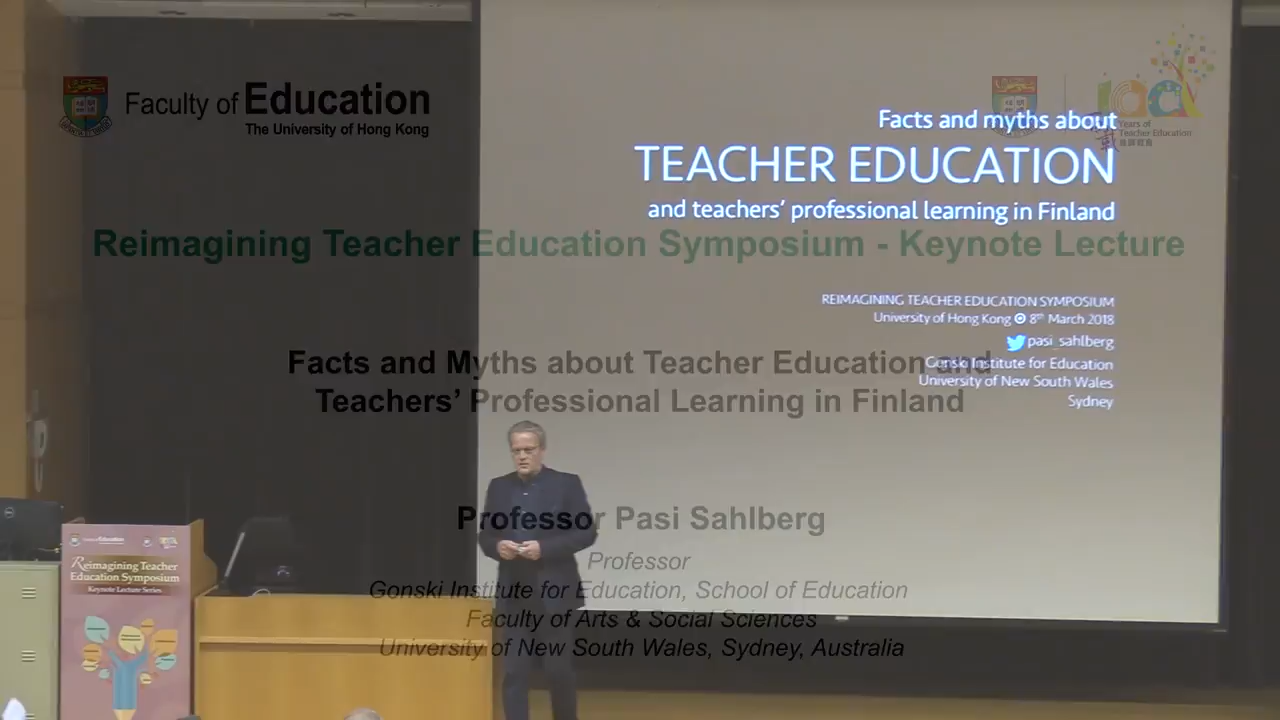 Faculty of Education
The University of Hong Kong
Years of
Teacher Education
Facts and myths about
TEACHER EDUCATION
and teachers' professional learning in Finland
Reimagining Teacher Education Symposium - Keynote Lecture
REIMAGINING TEACHER EDUCATION SYMPOSIUM
University of Hong Kong 8th March 2018
pasi_sahlberg
Gonski Institute for Education
University of New South Wales
Sydney
Facts and Myths about Teacher Education and
Teachers' Professional Learning in Finland
Professor Pasi Sahlberg
Professor
Gonski Institute for Education, School of Education
Faculty of Arts & Social Sciences
University of New South Wales, Sydney, Australia
Reimagining Teacher
Education Symposium
Keynote Lecture Series